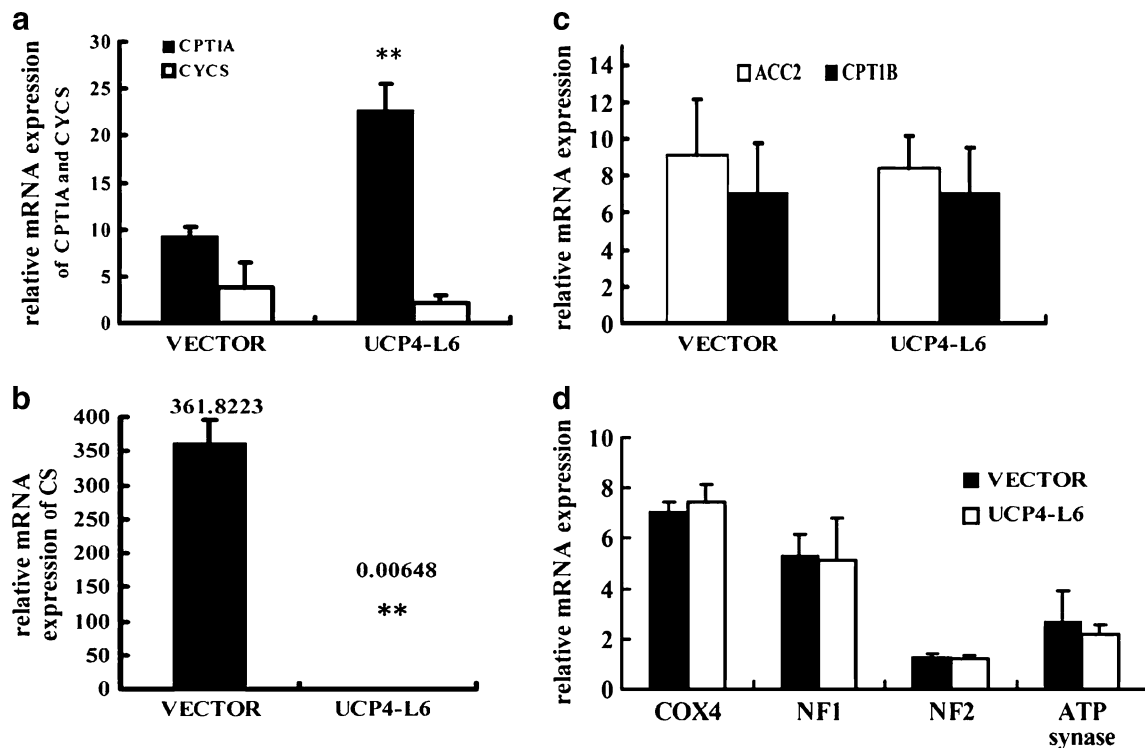 a
relative mRNA expression
of CPT1A and CYCS
30
25
20
15
10
5
0
CPT1A
CYCS
**
VECTOR
UCP4-L6
c
relative mRNA expression
14
12
10
8
6
4
2
0
ACC2
CPT1B
VECTOR
UCP4-L6
b
relative mRNA
expression of CS
400
350
300
250
200
150
100
50
0
361.8223
0.00648
**
VECTOR
UCP4-L6
d
relative mRNA expression
10
8
6
4
2
0
VECTOR
UCP4-L6
COX4
NF1
NF2
ATP
synase